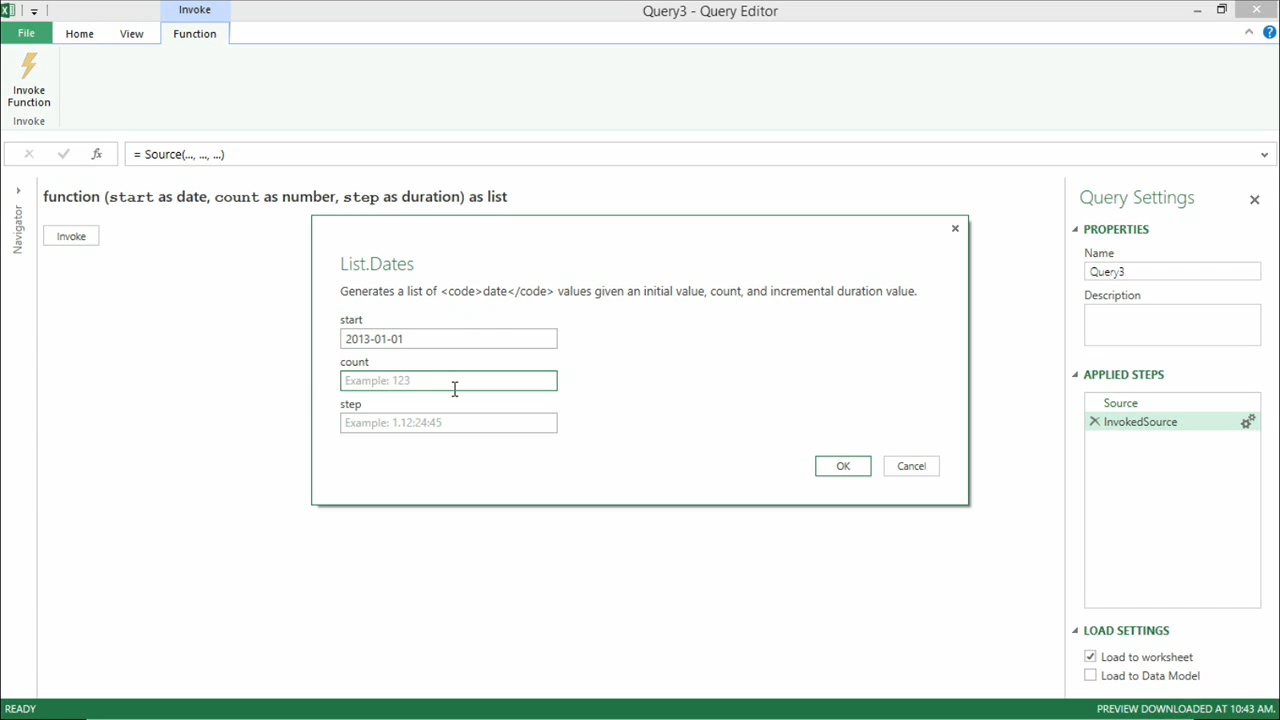 Invoke
Query3 - Query Editor
File
Home
View
Function
Invoke
Function
Invoke
fx
= Source(..., ..., ...)
Navigator
function (start as date, count as number, step as duration) as list
Invoke
List.Dates
Generates a list of <code>date</code> values given an initial value, count, and incremental duration value.
start
2013-01-01
count
Example: 123
step
Example: 1.12:24:45
OK
Cancel
Query Settings
PROPERTIES
Name
Query3
Description
APPLIED STEPS
Source
InvokedSource
LOAD SETTINGS
Load to worksheet
Load to Data Model
READY
PREVIEW DOWNLOADED AT 10:43 AM.